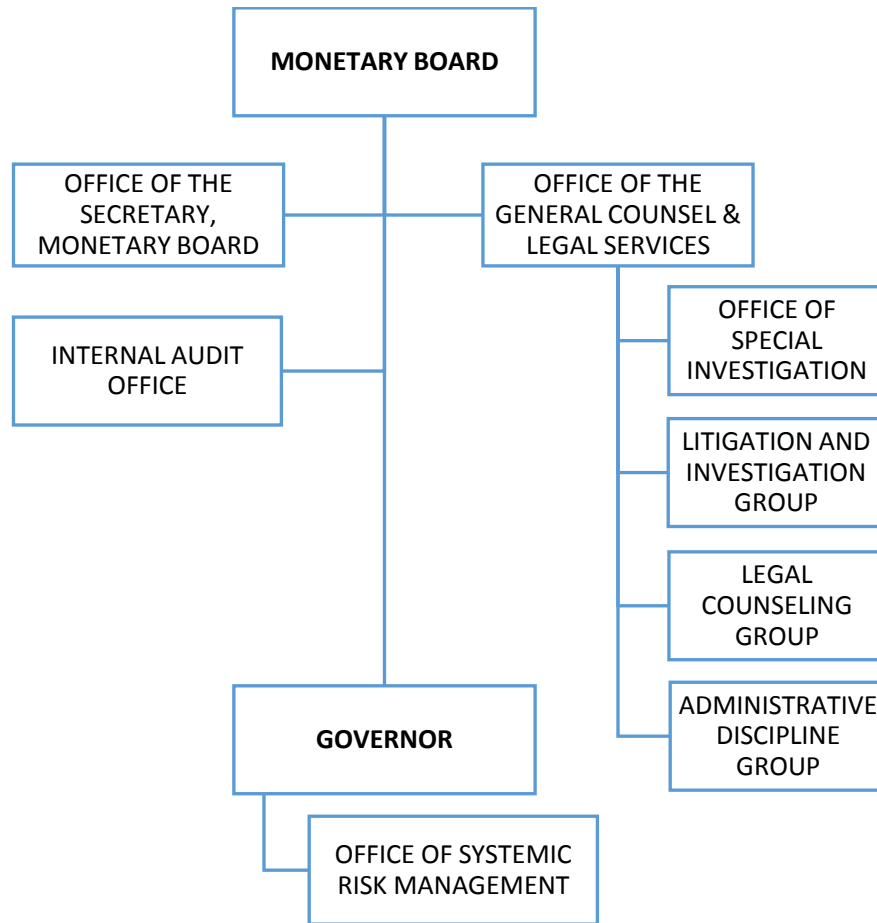 MONETARY BOARD
OFFICE OF THE
SECRETARY,
MONETARY BOARD
OFFICE OF THE
GENERAL COUNSEL &
LEGAL SERVICES
INTERNAL AUDIT
OFFICE
OFFICE OF
SPECIAL
INVESTIGATION
LITIGATION AND
INVESTIGATION
GROUP
LEGAL
COUNSELING
GROUP
ADMINISTRATIVE
DISCIPLINE
GROUP
GOVERNOR
OFFICE OF SYSTEMIC
RISK MANAGEMENT